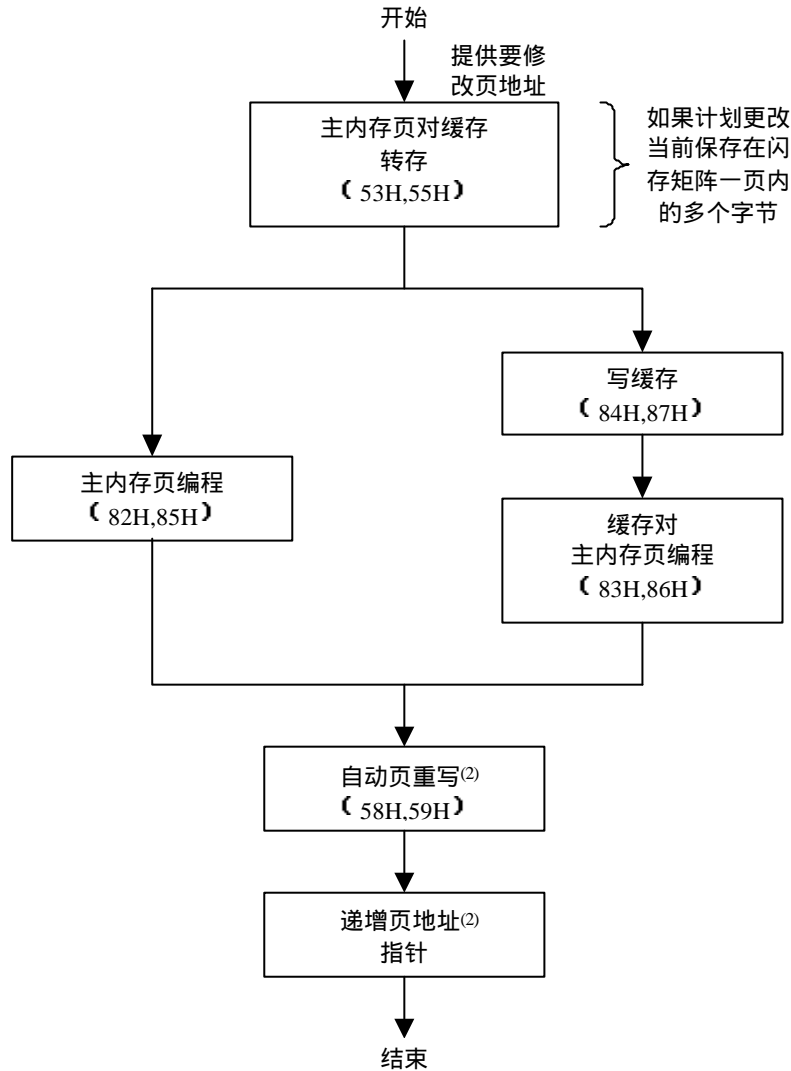 开始
提供要修
改页地址
主内存页对缓存
转存
( 53H,55H)
如果计划更改
当前保存在闪
存矩阵一页内
的多个字节
写缓存
( 84H,87H)
主内存页编程
( 82H,85H)
缓存对
主内存页编程
( 83H,86H)
自动页重写(2)
( 58H,59H)
递增页地址(2)
指针
结束